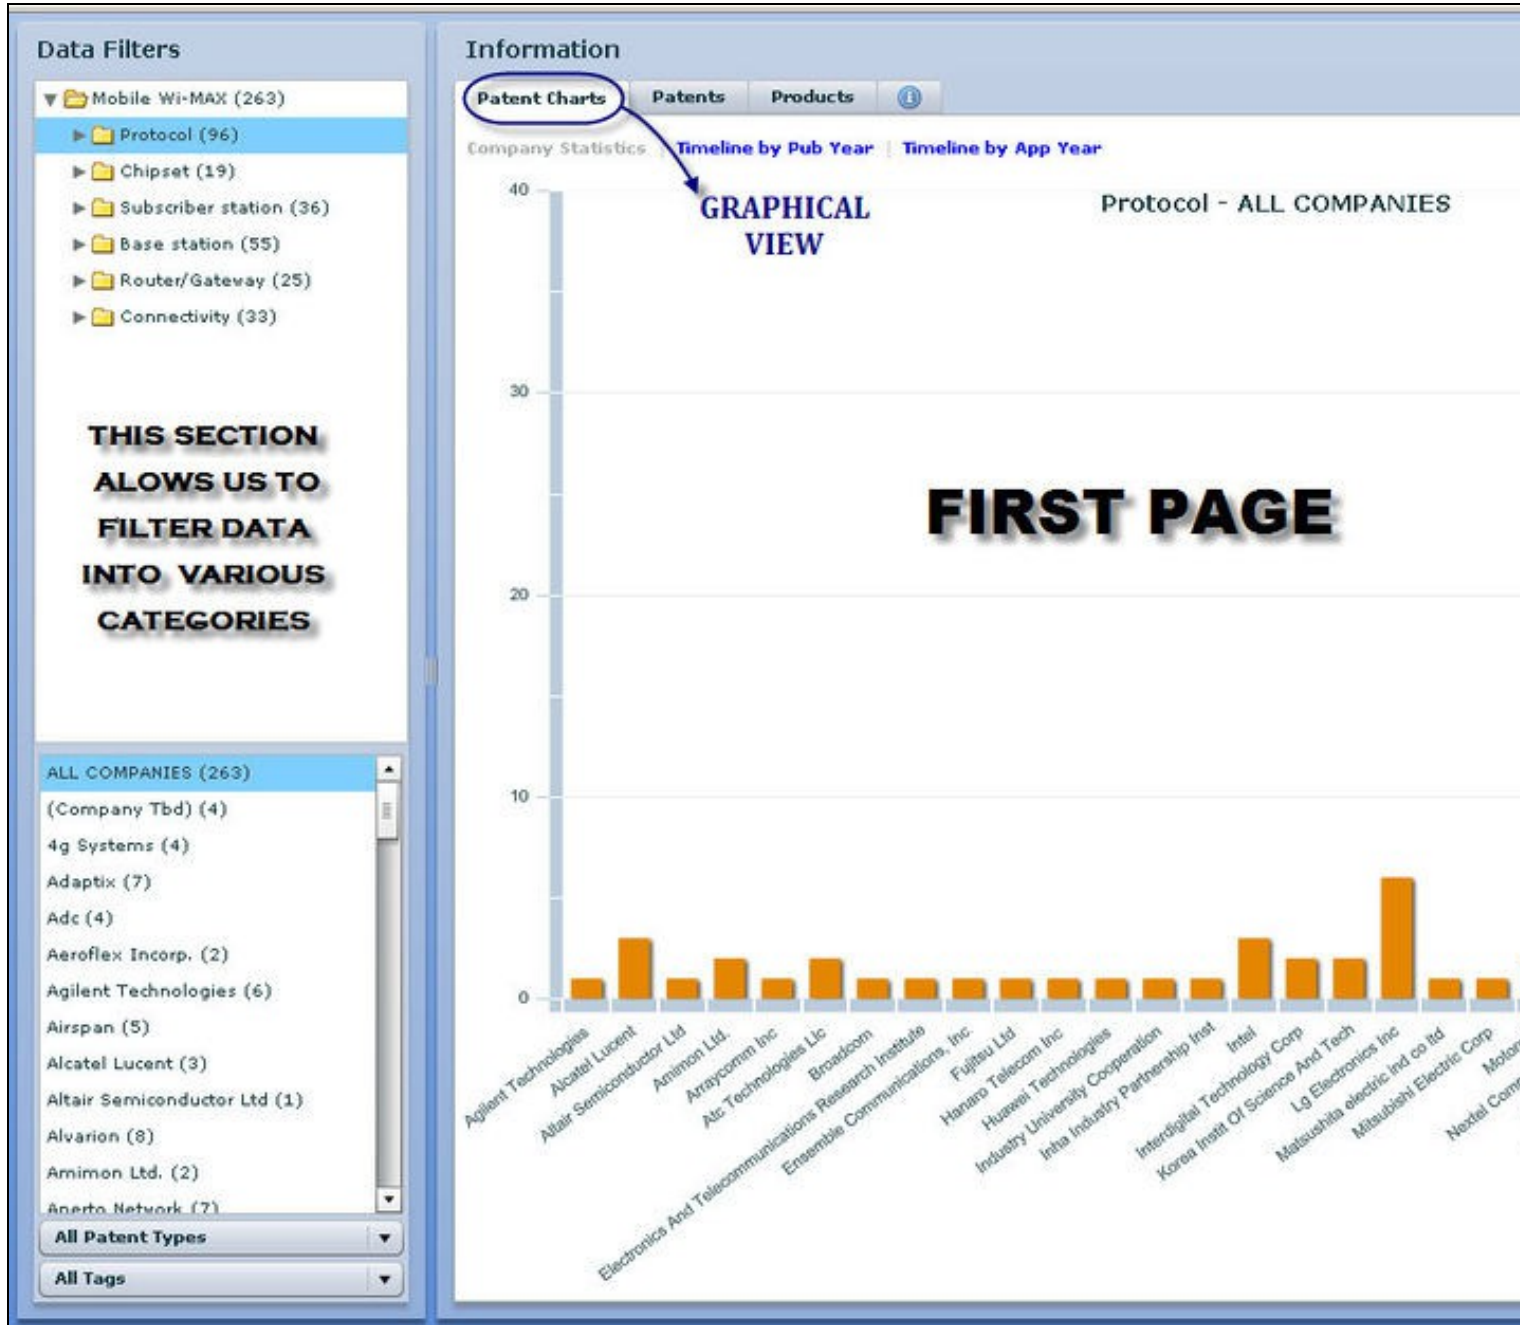 Data Filters
Mobile Wi-MAX (263)
Protocol (96)
Chipset (19)
Subscriber station (36)
Base station (55)
Router/Gateway (25)
Connectivity (33)
THIS SECTION
ALOWS US TO
FILTER DATA
INTO VARIOUS
CATEGORIES
ALL COMPANIES (263)
(Company Tbd) (4)
4g Systems (4)
Adaptix (7)
Adc (4)
Aeroflex Incorp. (2)
Agilent Technologies (6)
Airspan (5)
Alcatel Lucent (3)
Altair Semiconductor Ltd (1)
Alvarion (8)
Amimon Ltd. (2)
Aperto Network (7)
All Patent Types
All Tags
Information
Patent Charts Patents Products
Company Statistics Timeline by Pub Year Timeline by App Year
GRAPHICAL
VIEW
Protocol - ALL COMPANIES
FIRST PAGE
40
30
20
10
0
Agilent Technologies
Alcatel Lucent
Altair Semiconductor Ltd
Amimon Ltd.
Arraycomm Inc
Atc Technologies Llc
Broadcom
Electronics And Telecommunications Research Institute
Ensemble Communications, Inc.
Fujitsu Ltd
Hanaro Telecom Inc
Huawei Technologies
Industry University Cooperation
Inha Industry Partnership Inst
Intel
Interdigital Technology Corp
Korea Instit Of Science And Tech
Lg Electronics Inc
Matsushita electric ind co ltd
Mitsubishi Electric Corp